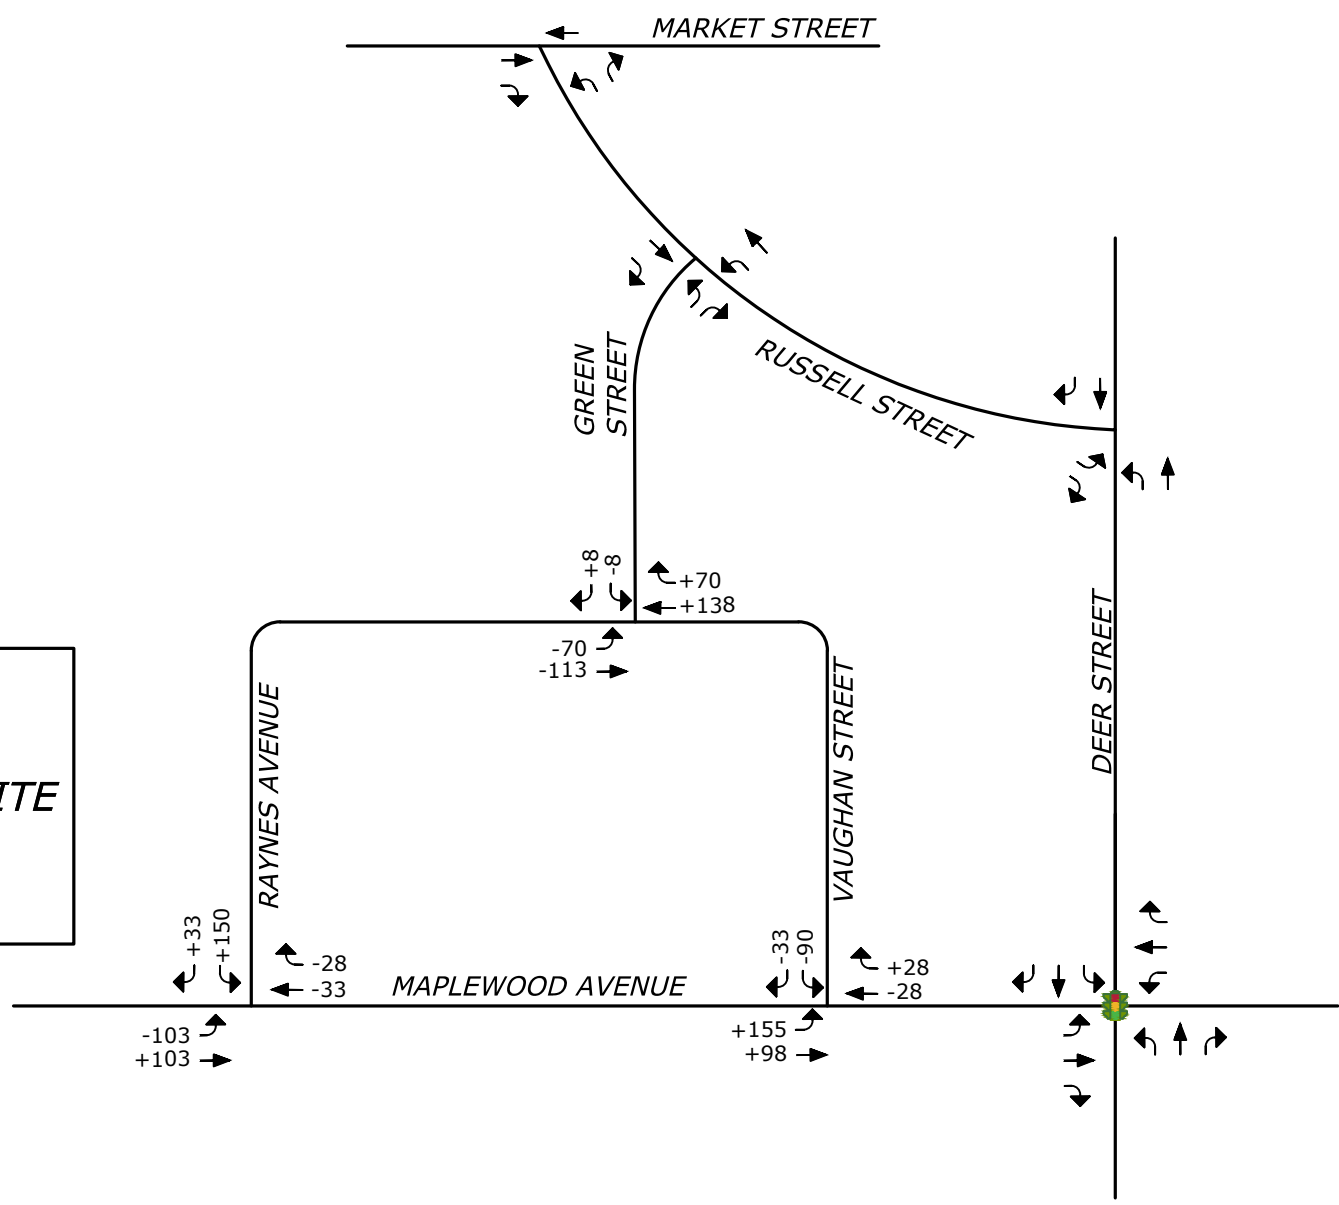 MARKET STREET
GREEN
STREET
RUSSELL STREET
+8
-8
+70
+138
-70
-113
DEER STREET
ITE
RAYNES AVENUE
VAUGHAN STREET
+33
+150
-28
-33
MAPLEWOOD AVENUE
-33
-90
+28
-28
-103
+103
+155
+98